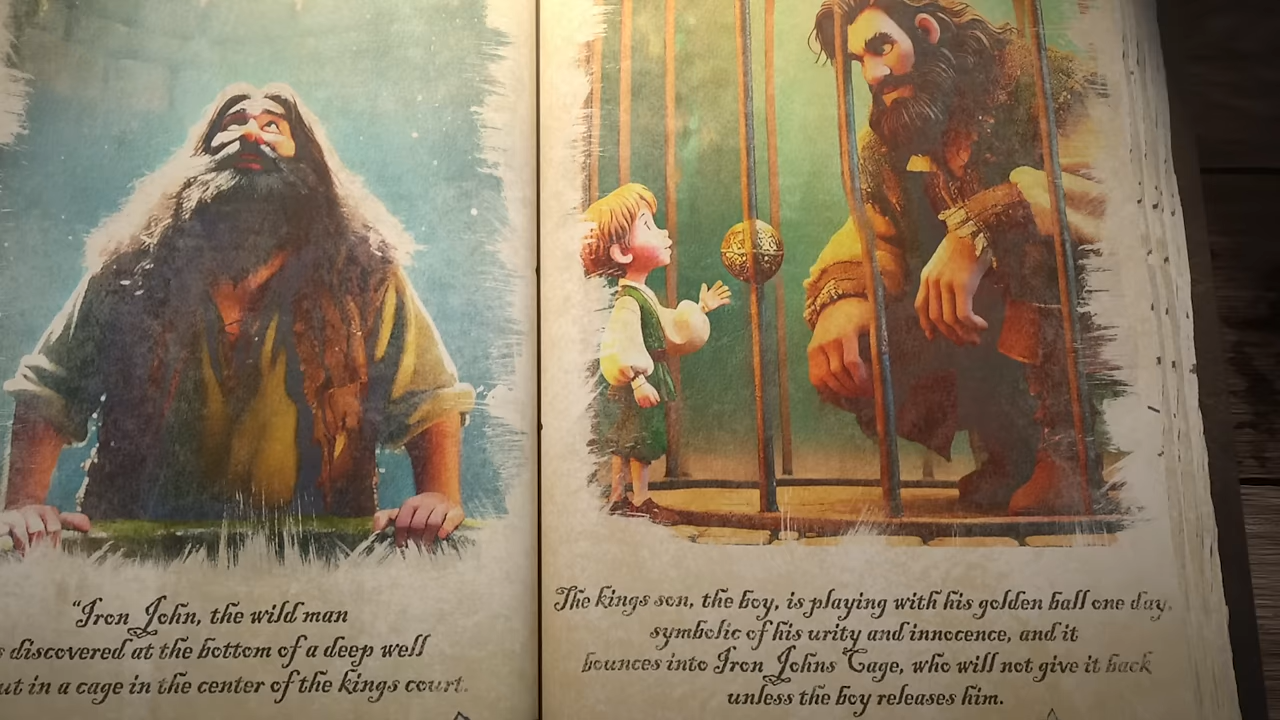 “Iron John, the wild man
s discovered at the bottom of a deep well
ut in a cage in the center of the kings court.
The kings son, the boy, is playing with his golden ball one day,
symbolic of his urity and innocence, and it
bounces into Iron Johns Cage, who will not give it back
unless the boy releases him.